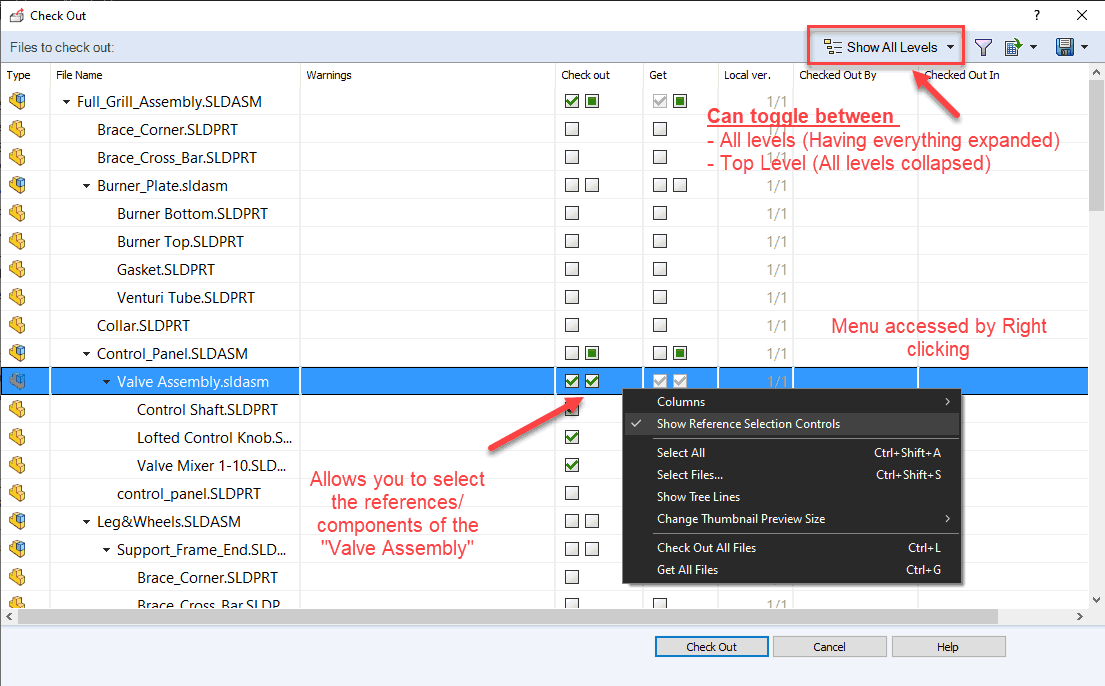 Check Out
?
Files to check out:
Show All Levels
Type File Name Warnings Check out Get Local ver. Checked Out By Checked Out In
Full_Grill_Assembly.SLDASM 1/1
Can toggle between
- All levels (Having everything expanded)
- Top Level (All levels collapsed)
Brace_Corner.SLDPRT
Brace_Cross_Bar.SLDPRT 1/1
Burner_Plate.sldasm 1/1
Burner Bottom.SLDPRT 1/1
Burner Top.SLDPRT 1/1
Gasket.SLDPRT 1/1
Venturi Tube.SLDPRT 1/1
Collar.SLDPRT 1/1
Menu accessed by Right
clicking
Control_Panel.SLDASM 1/1
Valve Assembly.sldasm 1/1
Control Shaft.SLDPRT
Lofted Control Knob.S...
Valve Mixer 1-10.SLD...
control_panel.SLDPRT
Leg&Wheels.SLDASM
Support_Frame_End.SLD...
Brace_Corner.SLDPRT
Brace_Cross_Bar.SLDP 1/1
Allows you to select
the references/
components of the
"Valve Assembly"
Columns
Show Reference Selection Controls
Select All Ctrl+Shift+A
Select Files... Ctrl+Shift+S
Show Tree Lines
Change Thumbnail Preview Size
Check Out All Files Ctrl+L
Get All Files Ctrl+G
Check Out Cancel Help